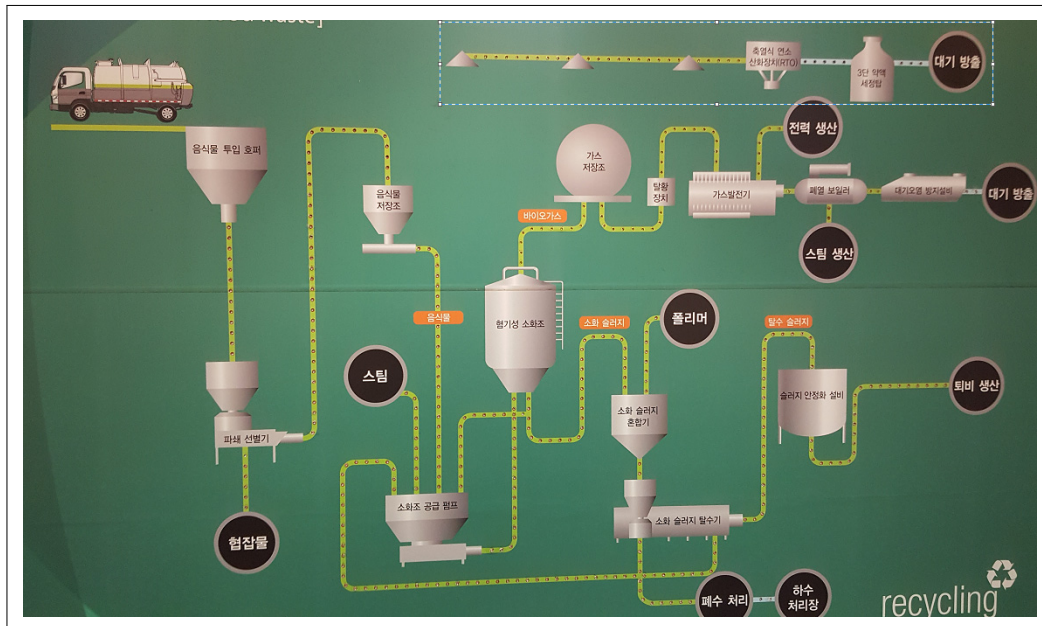 Waste]
축열식 연소
산화장치(RTO)
3단 약액
세정탑
대기 방출
음식물 투입 호퍼
음식물
저장조
가스
저장조
탈황
장치
전력 생산
가스발전기
폐열 보일러
대기오염 방지설비
대기 방출
바이오가스
스팀 생산
음식물
혐기성 소화조
소화 슬러지
폴리머
탈수 슬러지
스팀
슬러지 안정화 설비
퇴비 생산
파쇄 선별기
소화 슬러지
혼합기
소화조 공급 펌프
소화 슬러지 탈수기
협잡물
폐수 처리
하수
처리장
recycling